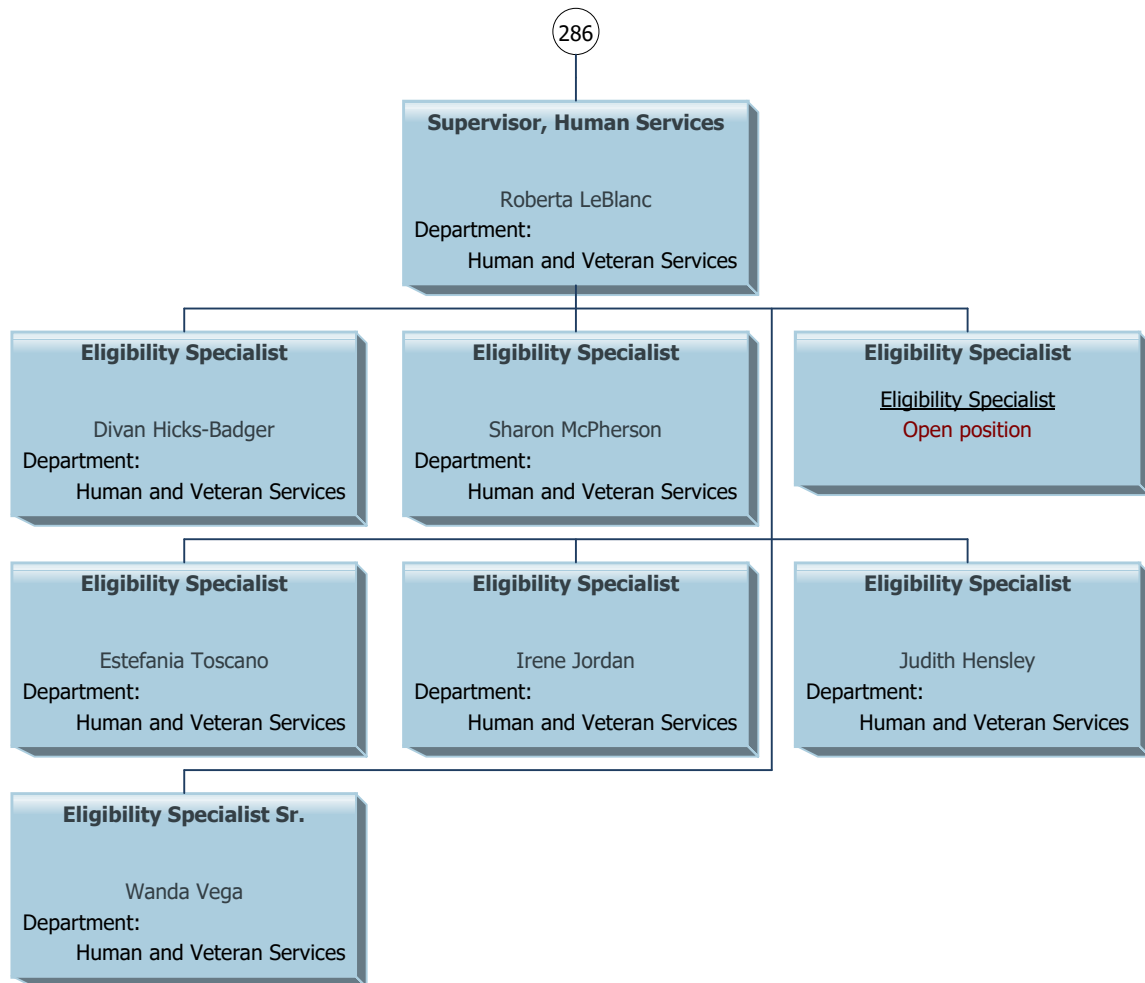 286
Supervisor, Human Services
Roberta LeBlanc
Department:
Human and Veteran Services
Eligibility Specialist
Divan Hicks-Badger
Department:
Human and Veteran Services
Eligibility Specialist
Sharon McPherson
Department:
Human and Veteran Services
Eligibility Specialist
Eligibility Specialist
Open position
Eligibility Specialist
Estefania Toscano
Department:
Human and Veteran Services
Eligibility Specialist
Irene Jordan
Department:
Human and Veteran Services
Eligibility Specialist
Judith Hensley
Department:
Human and Veteran Services
Eligibility Specialist Sr.
Wanda Vega
Department:
Human and Veteran Services